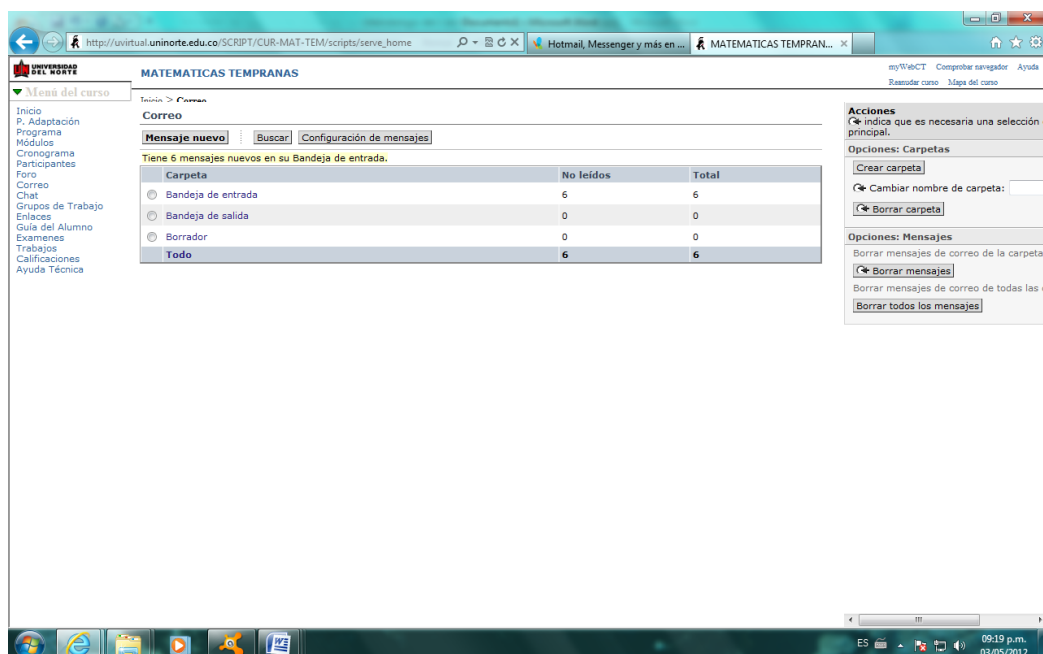 http://uvirtual.uninorte.edu.co/SCRIPT/CUR-MAT-TEM/scripts/serve_home
Hotmail, Messenger y más en ...
MATEMATICAS TEMPRAN...
UNIVERSIDAD
DEL NORTE
MATEMATICAS TEMPRANAS
myWebCT Comprobar navegador Ayuda
Reanudar curso Mapa del curso
Menú del curso
Inicio
P. Adaptación
Programa
Módulos
Cronograma
Participantes
Foro
Correo
Chat
Grupos de Trabajo
Enlaces
Guía del Alumno
Examenes
Trabajos
Calificaciones
Ayuda Técnica
Inicio > Correo
Correo
Mensaje nuevo Buscar Configuración de mensajes
Tiene 6 mensajes nuevos en su Bandeja de entrada.
Carpeta No leídos Total
Bandeja de entrada 6 6
Bandeja de salida 0 0
Borrador 0 0
Todo 6 6
Acciones
indica que es necesaria una selección
principal.
Opciones: Carpetas
Crear carpeta
Cambiar nombre de carpeta:
Borrar carpeta
Opciones: Mensajes
Borrar mensajes de correo de la carpeta
Borrar mensajes
Borrar mensajes de correo de todas las
Borrar todos los mensajes
ES
09:19 p.m.
03/05/2012